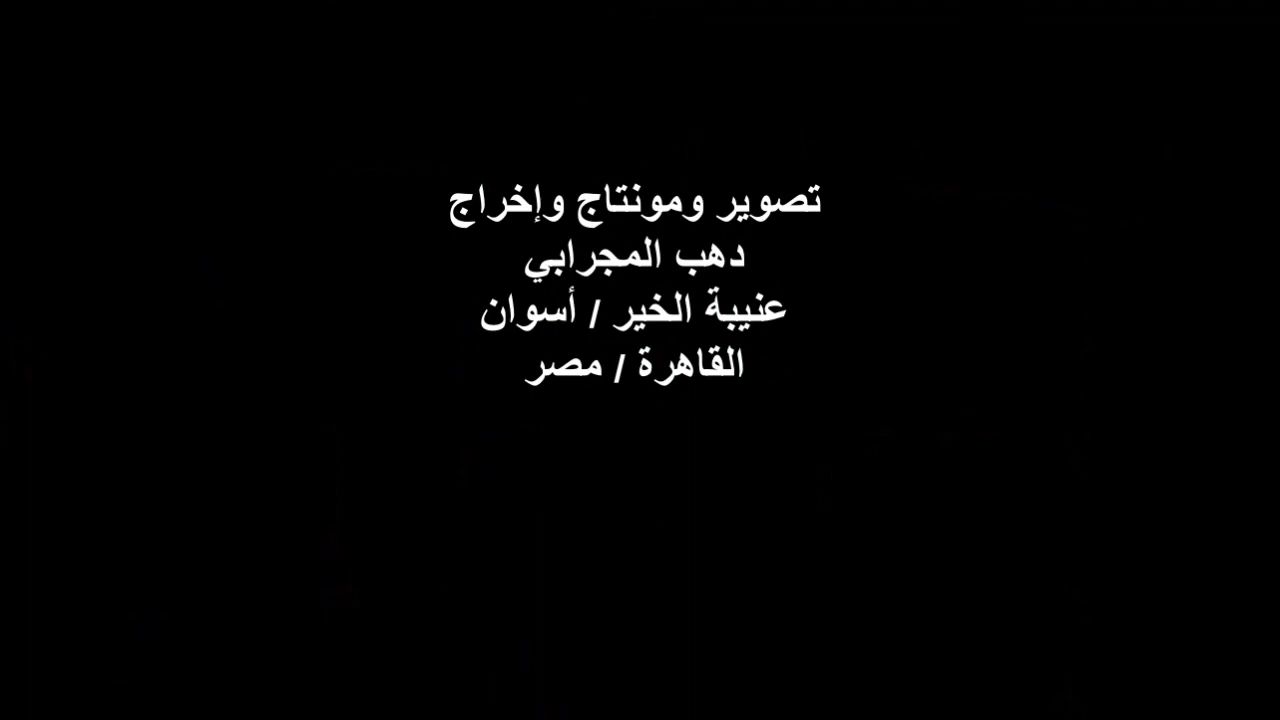 تصوير ومونتاج وإخراج
دهب المجرابي
عنيبة الخير / أسوان
القاهرة / مصر